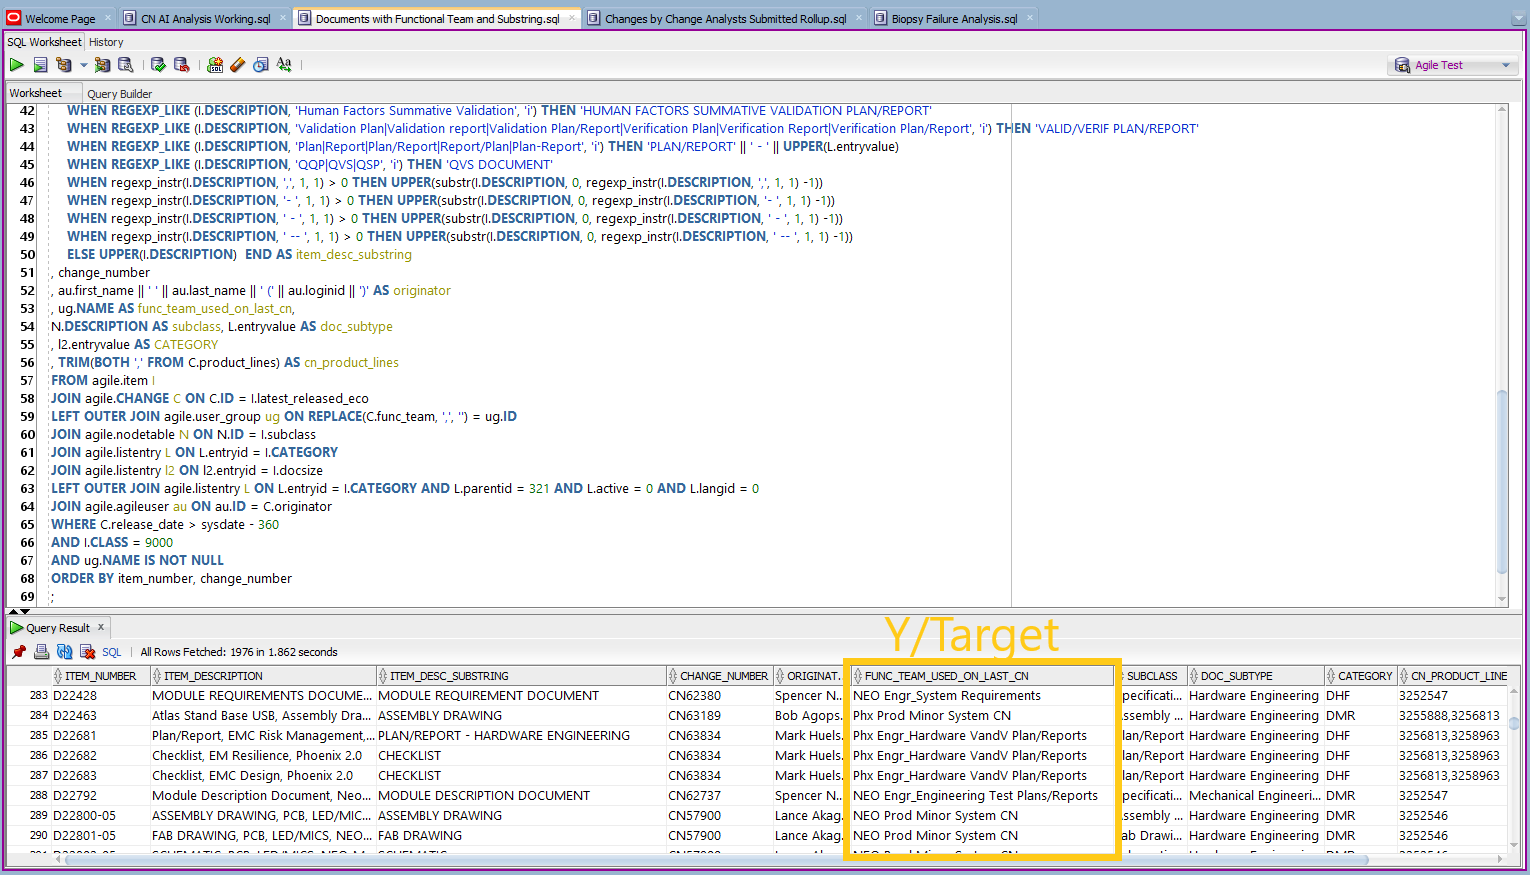 Welcome Page
CN AI Analysis Working.sql
Documents with Functional Team and Substring.sql
Changes by Change Analysts Submitted Rollup.sql
Biopsy Failure Analysis.sql
SQL Worksheet History
Agile Test
Worksheet Query Builder
42 WHEN REGEXP_LIKE (I.DESCRIPTION, 'Human Factors Summative Validation', 'i') THEN 'HUMAN FACTORS SUMMATIVE VALIDATION PLAN/REPORT'
43 WHEN REGEXP_LIKE (I.DESCRIPTION, 'Validation Plan|Validation report|Validation Plan/Report|Verification Plan|Verification Report|Verification Plan/Report', 'i') THEN 'VALID/VERIF PLAN/REPORT'
44 WHEN REGEXP_LIKE (I.DESCRIPTION, 'Plan|Report|Plan/Report|Report/Plan|Plan-Report', 'i') THEN 'PLAN/REPORT' || ' - ' || UPPER(L.entryvalue)
45 WHEN REGEXP_LIKE (I.DESCRIPTION, 'QQP|QVS|QSP', 'i') THEN 'QVS DOCUMENT'
46 WHEN regexp_instr(I.DESCRIPTION, ',', 1, 1) > 0 THEN UPPER(substr(I.DESCRIPTION, 0, regexp_instr(I.DESCRIPTION, ',', 1, 1) -1))
47 WHEN regexp_instr(I.DESCRIPTION, '- ', 1, 1) > 0 THEN UPPER(substr(I.DESCRIPTION, 0, regexp_instr(I.DESCRIPTION, '- ', 1, 1) -1))
48 WHEN regexp_instr(I.DESCRIPTION, ' - ', 1, 1) > 0 THEN UPPER(substr(I.DESCRIPTION, 0, regexp_instr(I.DESCRIPTION, ' - ', 1, 1) -1))
49 WHEN regexp_instr(I.DESCRIPTION, ' -- ', 1, 1) > 0 THEN UPPER(substr(I.DESCRIPTION, 0, regexp_instr(I.DESCRIPTION, ' -- ', 1, 1) -1))
50 ELSE UPPER(I.DESCRIPTION) END AS item_desc_substring
51 , change_number
52 , au.first_name || ' ' || au.last_name || ' (' || au.loginid || ')' AS originator
53 , ug.NAME AS func_team_used_on_last_cn,
54 N.DESCRIPTION AS subclass, L.entryvalue AS doc_subtype
55 , l2.entryvalue AS CATEGORY
56 , TRIM(BOTH ',' FROM C.product_lines) AS cn_product_lines
57 FROM agile.item I
58 JOIN agile.CHANGE C ON C.ID = I.latest_released_eco
59 LEFT OUTER JOIN agile.user_group ug ON REPLACE(C.func_team, ',', '') = ug.ID
60 JOIN agile.nodetable N ON N.ID = I.subclass
61 JOIN agile.listentry L ON L.entryid = I.CATEGORY
62 JOIN agile.listentry l2 ON l2.entryid = I.docsize
63 LEFT OUTER JOIN agile.listentry L ON L.entryid = I.CATEGORY AND L.parentid = 321 AND L.active = 0 AND L.langid = 0
64 JOIN agile.agileuser au ON au.ID = C.originator
65 WHERE C.release_date > sysdate - 360
66 AND I.CLASS = 9000
67 AND ug.NAME IS NOT NULL
68 ORDER BY item_number, change_number
69 ;
Query Result x
Y/Target
SQL | All Rows Fetched: 1976 in 1.862 seconds
ITEM_NUMBER ITEM_DESCRIPTION ITEM_DESC_SUBSTRING CHANGE_NUMBER ORIGINAT... FUNC_TEAM_USED_ON_LAST_CN SUBCLASS DOC_SUBTYPE CATEGORY CN_PRODUCT_LINE
283 D22428 MODULE REQUIREMENTS DOCUME... MODULE REQUIREMENT DOCUMENT CN62380 Spencer N... NEO Engr_System Requirements pecificati... Hardware Engineering DHF 3252547
284 D22463 Atlas Stand Base USB, Assembly Dra... ASSEMBLY DRAWING CN63189 Bob Agops... Phx Prod Minor System CN ssembly ... Hardware Engineering DMR 3255888,3256813
285 D22681 Plan/Report, EMC Risk Management,... PLAN/REPORT - HARDWARE ENGINEERING CN63834 Mark Huels... Phx Engr_Hardware VandV Plan/Reports lan/Report Hardware Engineering DHF 3256813,3258963
286 D22682 Checklist, EM Resilience, Phoenix 2.0 CHECKLIST CN63834 Mark Huels... Phx Engr_Hardware VandV Plan/Reports lan/Report Hardware Engineering DHF 3256813,3258963
287 D22683 Checklist, EMC Design, Phoenix 2.0 CHECKLIST CN63834 Mark Huels... Phx Engr_Hardware VandV Plan/Reports lan/Report Hardware Engineering DHF 3256813,3258963
288 D22792 Module Description Document, Neo... MODULE DESCRIPTION DOCUMENT CN62737 Spencer N... NEO Engr_Engineering Test Plans/Reports pecificati... Mechanical Engineeri... DMR 3252547
289 D22800-05 ASSEMBLY DRAWING, PCB, LED/MIC... ASSEMBLY DRAWING CN57900 Lance Akag... NEO Prod Minor System CN ssembly ... Hardware Engineering DMR 3252546
290 D22801-05 FAB DRAWING, PCB, LED/MICS, NEO... FAB DRAWING CN57900 Lance Akag... NEO Prod Minor System CN ab Drawi... Hardware Engineering DMR 3252546